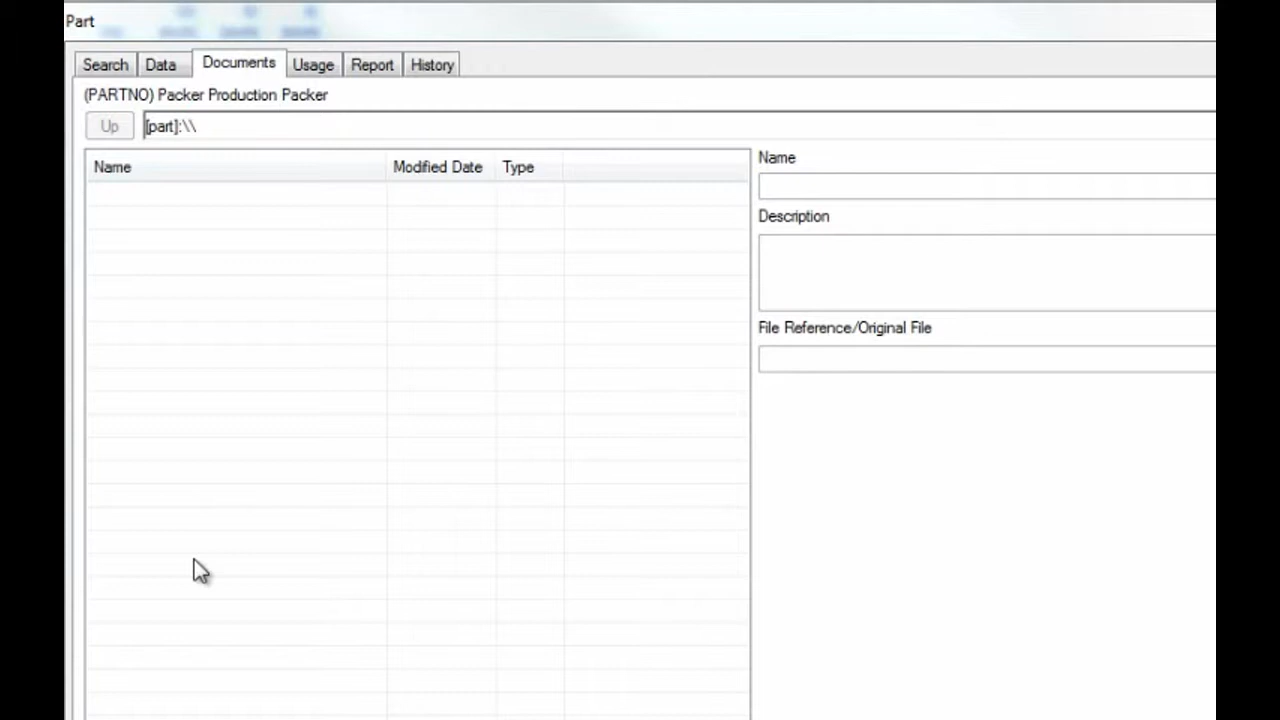 Part
Search Data Documents Usage Report History
(PARTNO) Packer Production Packer
Up [part]:\\
Name Modified Date Type
Name
Description
File Reference/Original File